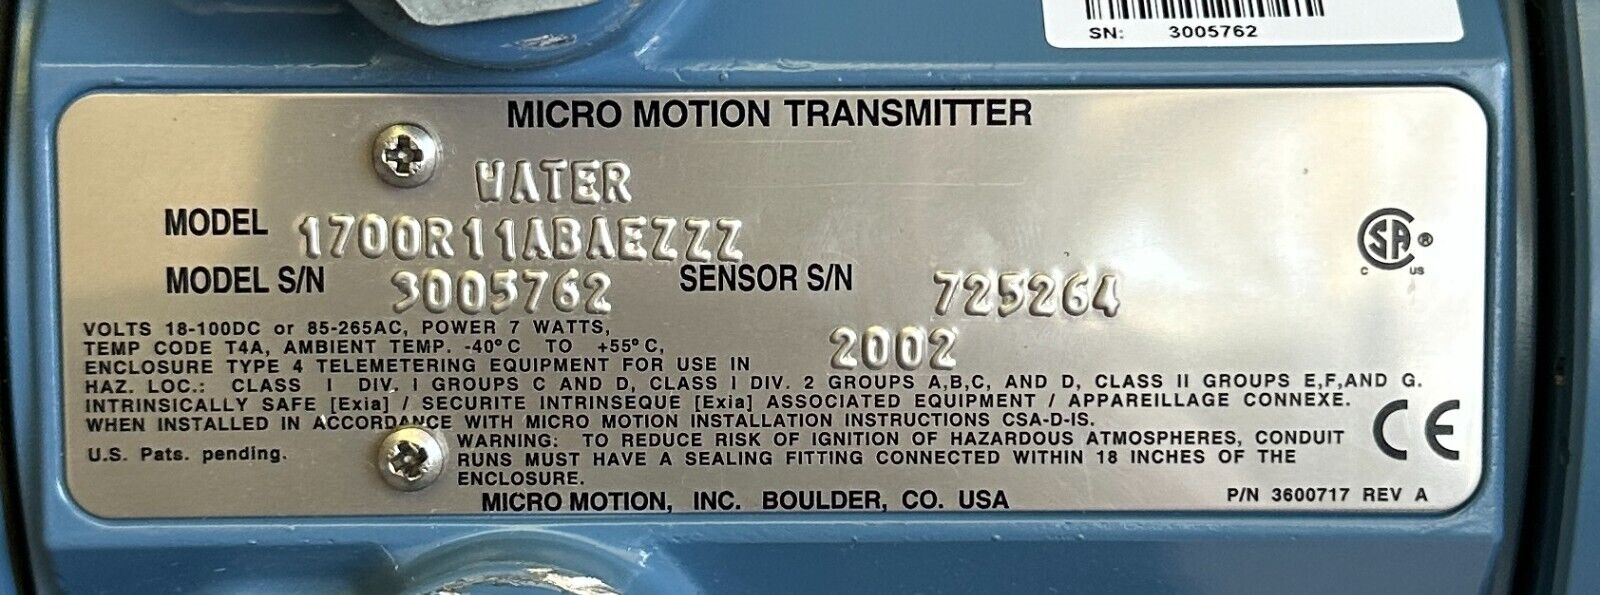 SN: 3005762
MICRO MOTION TRANSMITTER
WATER
MODEL 1700R11ABAEZZZ
MODEL S/N 3005762 SENSOR S/N 725264
VOLTS 18-100DC or 85-265AC, POWER 7 WATTS,
TEMP CODE T4A, AMBIENT TEMP. -40°C TO +55°C, 2002
ENCLOSURE TYPE 4 TELEMETERING EQUIPMENT FOR USE IN
HAZ. LOC.: CLASS I DIV. I GROUPS C AND D, CLASS I DIV. 2 GROUPS A,B,C, AND D, CLASS II GROUPS E,F,AND G.
INTRINSICALLY SAFE [Exia] / SECURITE INTRINSEQUE [Exia] ASSOCIATED EQUIPMENT / APPAREILLAGE CONNEXE.
WHEN INSTALLED IN ACCORDANCE WITH MICRO MOTION INSTALLATION INSTRUCTIONS CSA-D-IS.
U.S. Pats. pending.
WARNING: TO REDUCE RISK OF IGNITION OF HAZARDOUS ATMOSPHERES, CONDUIT
RUNS MUST HAVE A SEALING FITTING CONNECTED WITHIN 18 INCHES OF THE
ENCLOSURE.
MICRO MOTION, INC. BOULDER, CO. USA
P/N 3600717 REV A
CSA ®
C US
CE